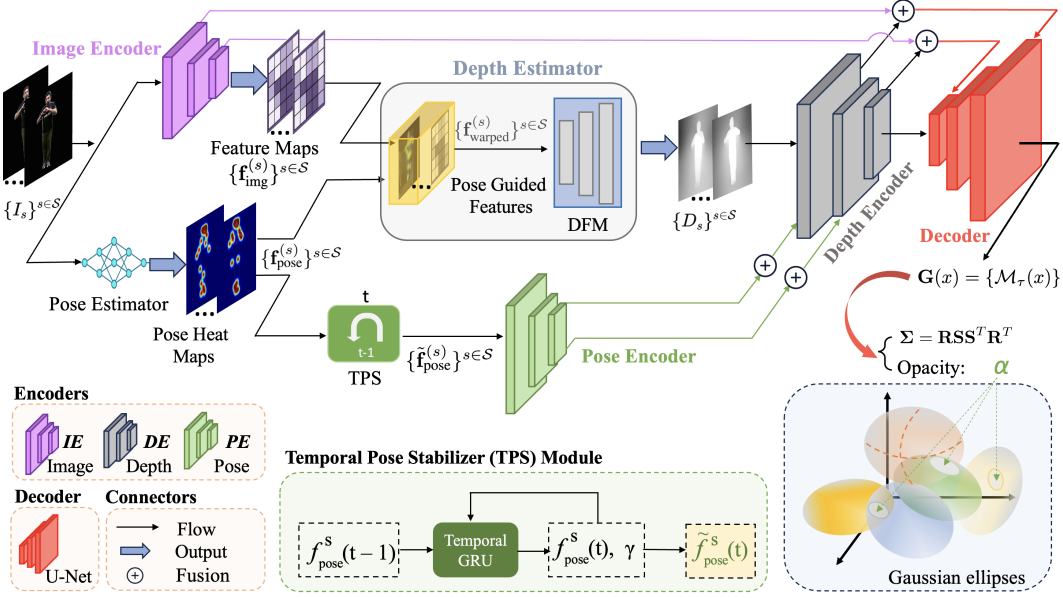 Image Encoder
Depth Estimator
Feature Maps
{f_img^(s)}^{s∈S}
{f_warped^(s)}^{s∈S}
Pose Guided
Features
DFM
{D_s}^{s∈S}
Depth Encoder
Decoder
{I_s}^{s∈S}
Pose Estimator
Pose Heat
Maps
{f_pose^(s)}^{s∈S}
t
t-1
TPS
{f̃_pose^(s)}^{s∈S}
Pose Encoder
G(x) = {M_τ(x)}
Σ = RSS^T R^T
Opacity: α
Gaussian ellipses
Encoders
IE
Image
DE
Depth
PE
Pose
Decoder
U-Net
Connectors
Flow
Output
Fusion
Temporal Pose Stabilizer (TPS) Module
f_pose^s(t−1)
Temporal
GRU
f_pose^s(t), γ
f̃_pose^s(t)